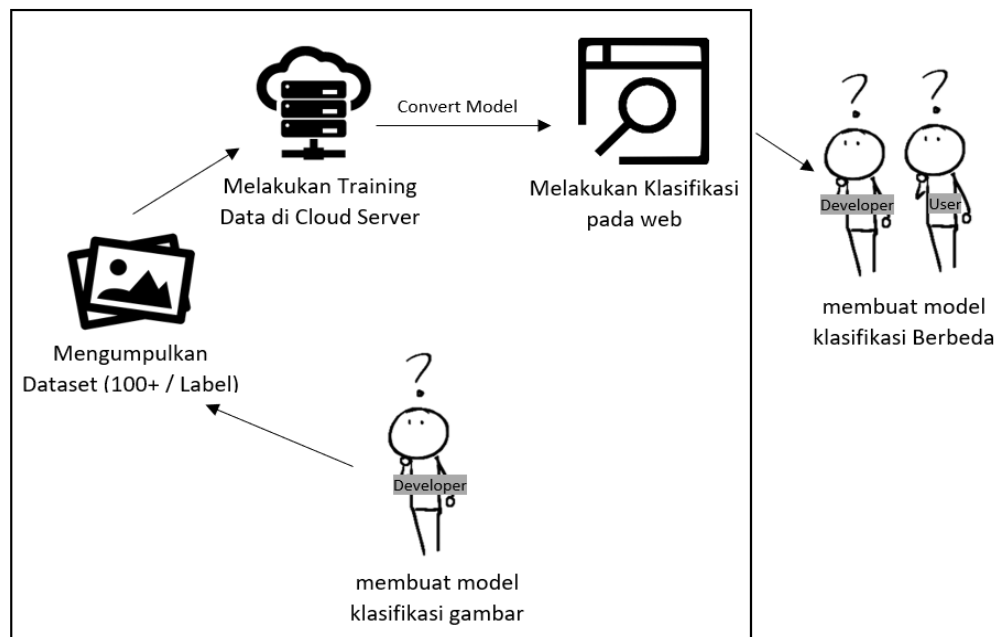 Convert Model
Melakukan Training
Data di Cloud Server
Melakukan Klasifikasi
pada web
?
?
Developer
User
membuat model
klasifikasi Berbeda
Mengumpulkan
Dataset (100+ / Label)
?
Developer
membuat model
klasifikasi gambar